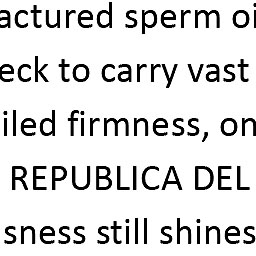 actured sperm oi
eck to carry vast
iled firmness, on
REPUBLICA DEL
sness still shines